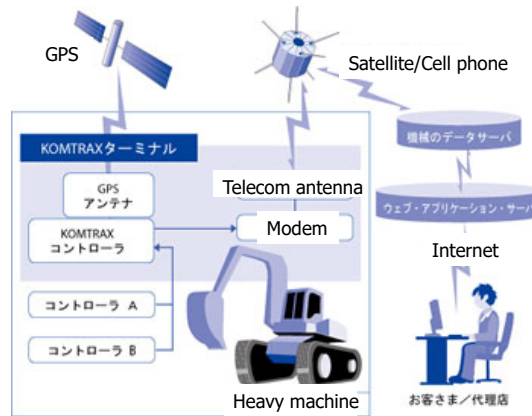 GPS
Satellite/Cell phone
KOMTRAXターミナル
GPS
アンテナ
KOMTRAX
コントローラ
コントローラ A
コントローラ B
Telecom antenna
Modem
Heavy machine
機械のデータサーバ
ウェブ・アプリケーション・サーバ
Internet
お客さま／代理店